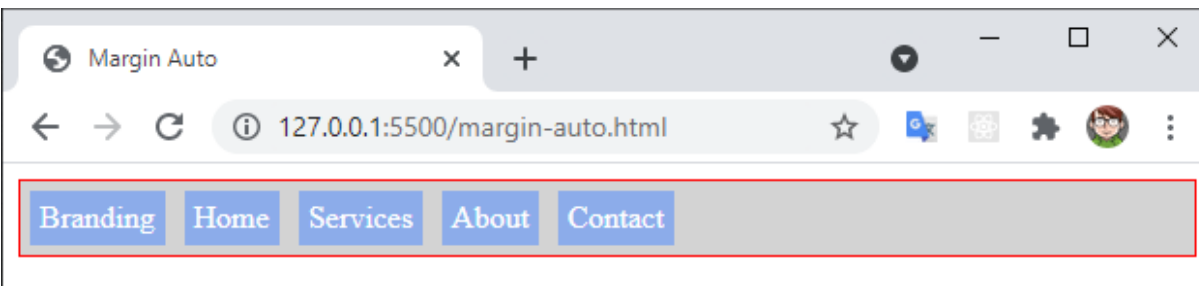 Margin Auto
127.0.0.1:5500/margin-auto.html
Branding Home Services About Contact